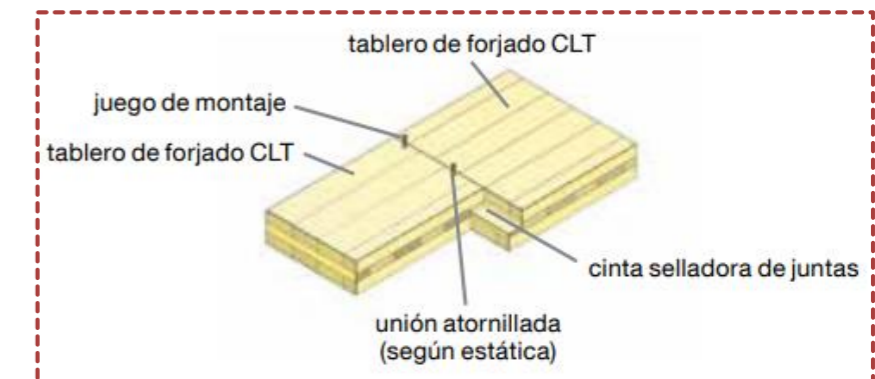 tablero de forjado CLT
juego de montaje
tablero de forjado CLT
cinta selladora de juntas
unión atornillada
(según estática)